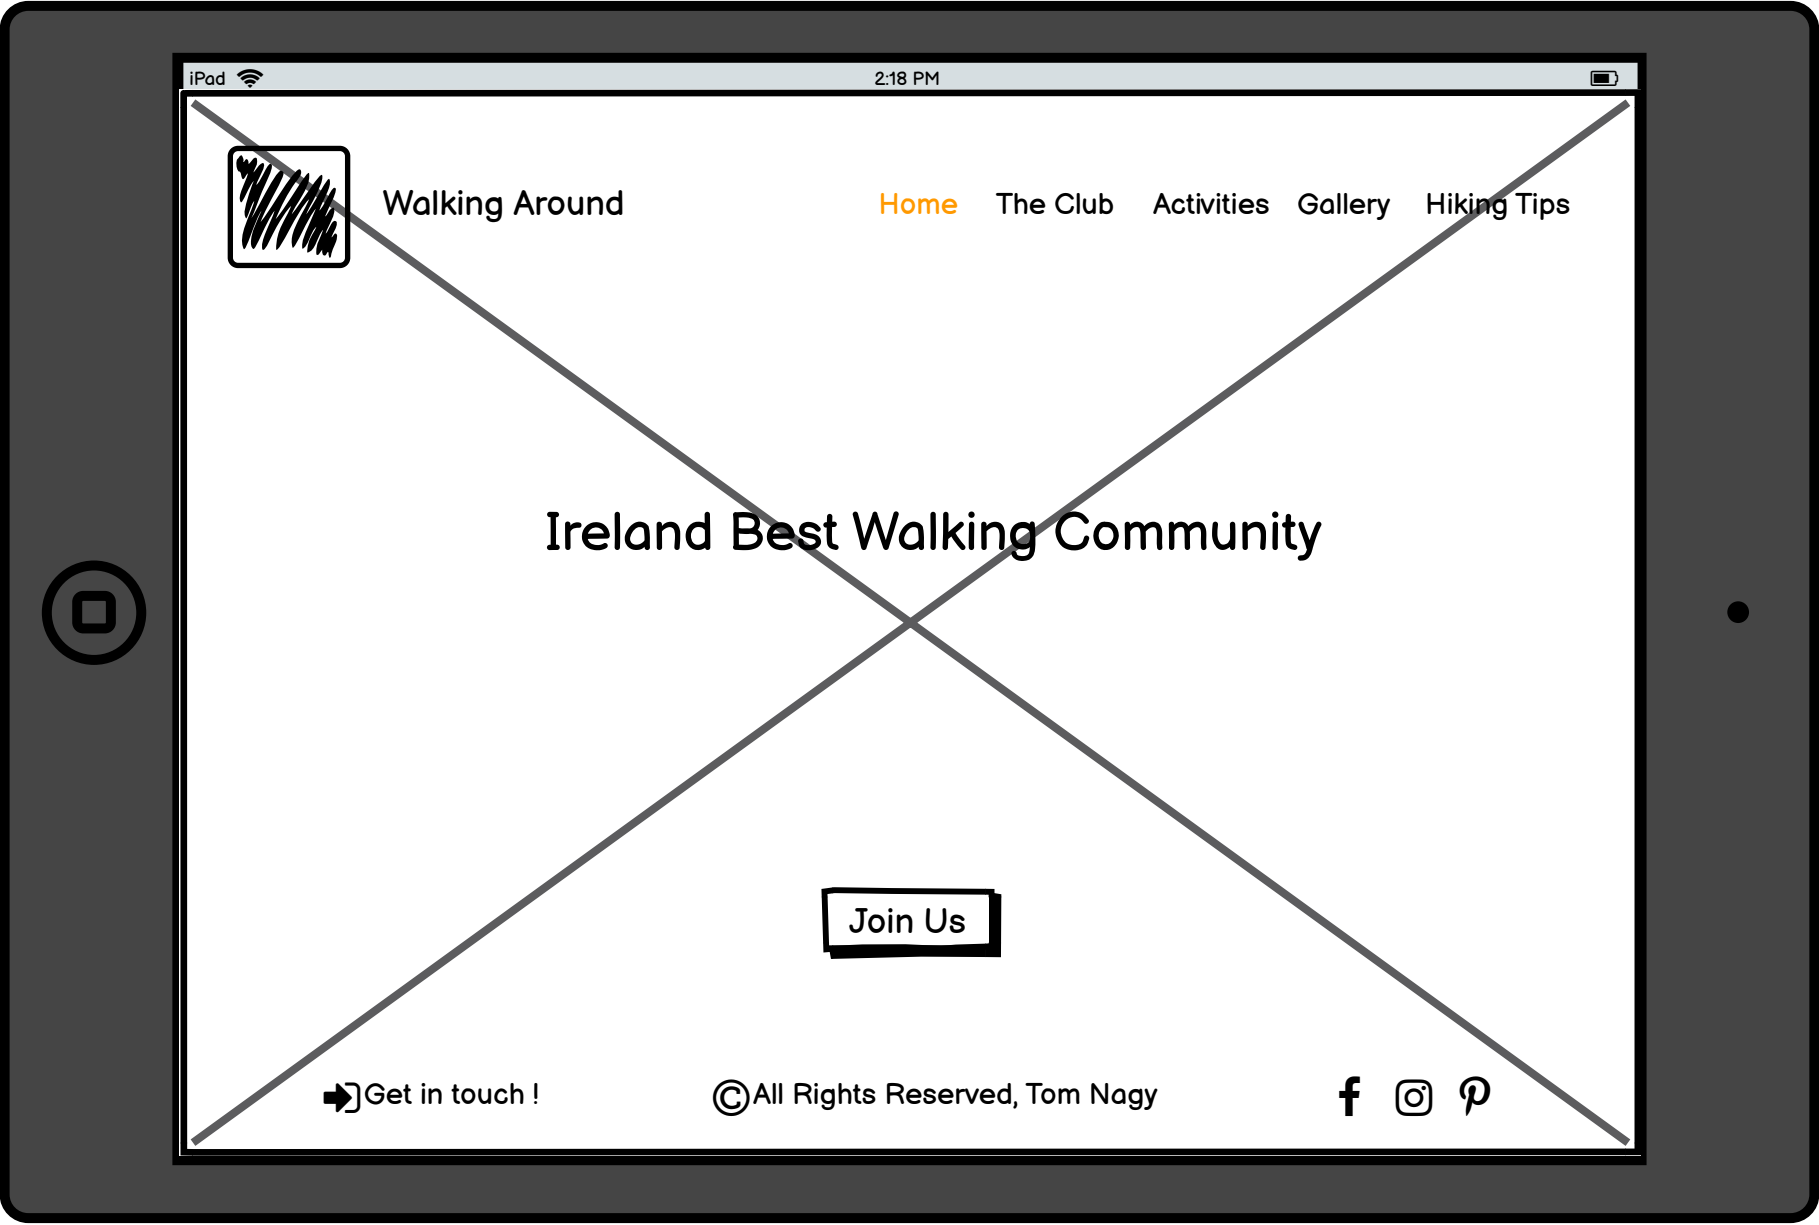 iPad 2:18 PM
Walking Around Home The Club Activities Gallery Hiking Tips
Ireland Best Walking Community
Join Us
Get in touch ! ©All Rights Reserved, Tom Nagy